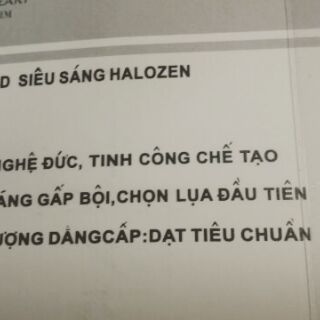 D SIÊU SÁNG HALOZEN
NGHỆ ĐỨC, TINH CÔNG CHẾ TẠO
ÁNG GẤP BỘI,CHỌN LỤA ĐẦU TIÊN
ƯỢNG DẲNGCẤP:DẠT TIÊU CHUẨN